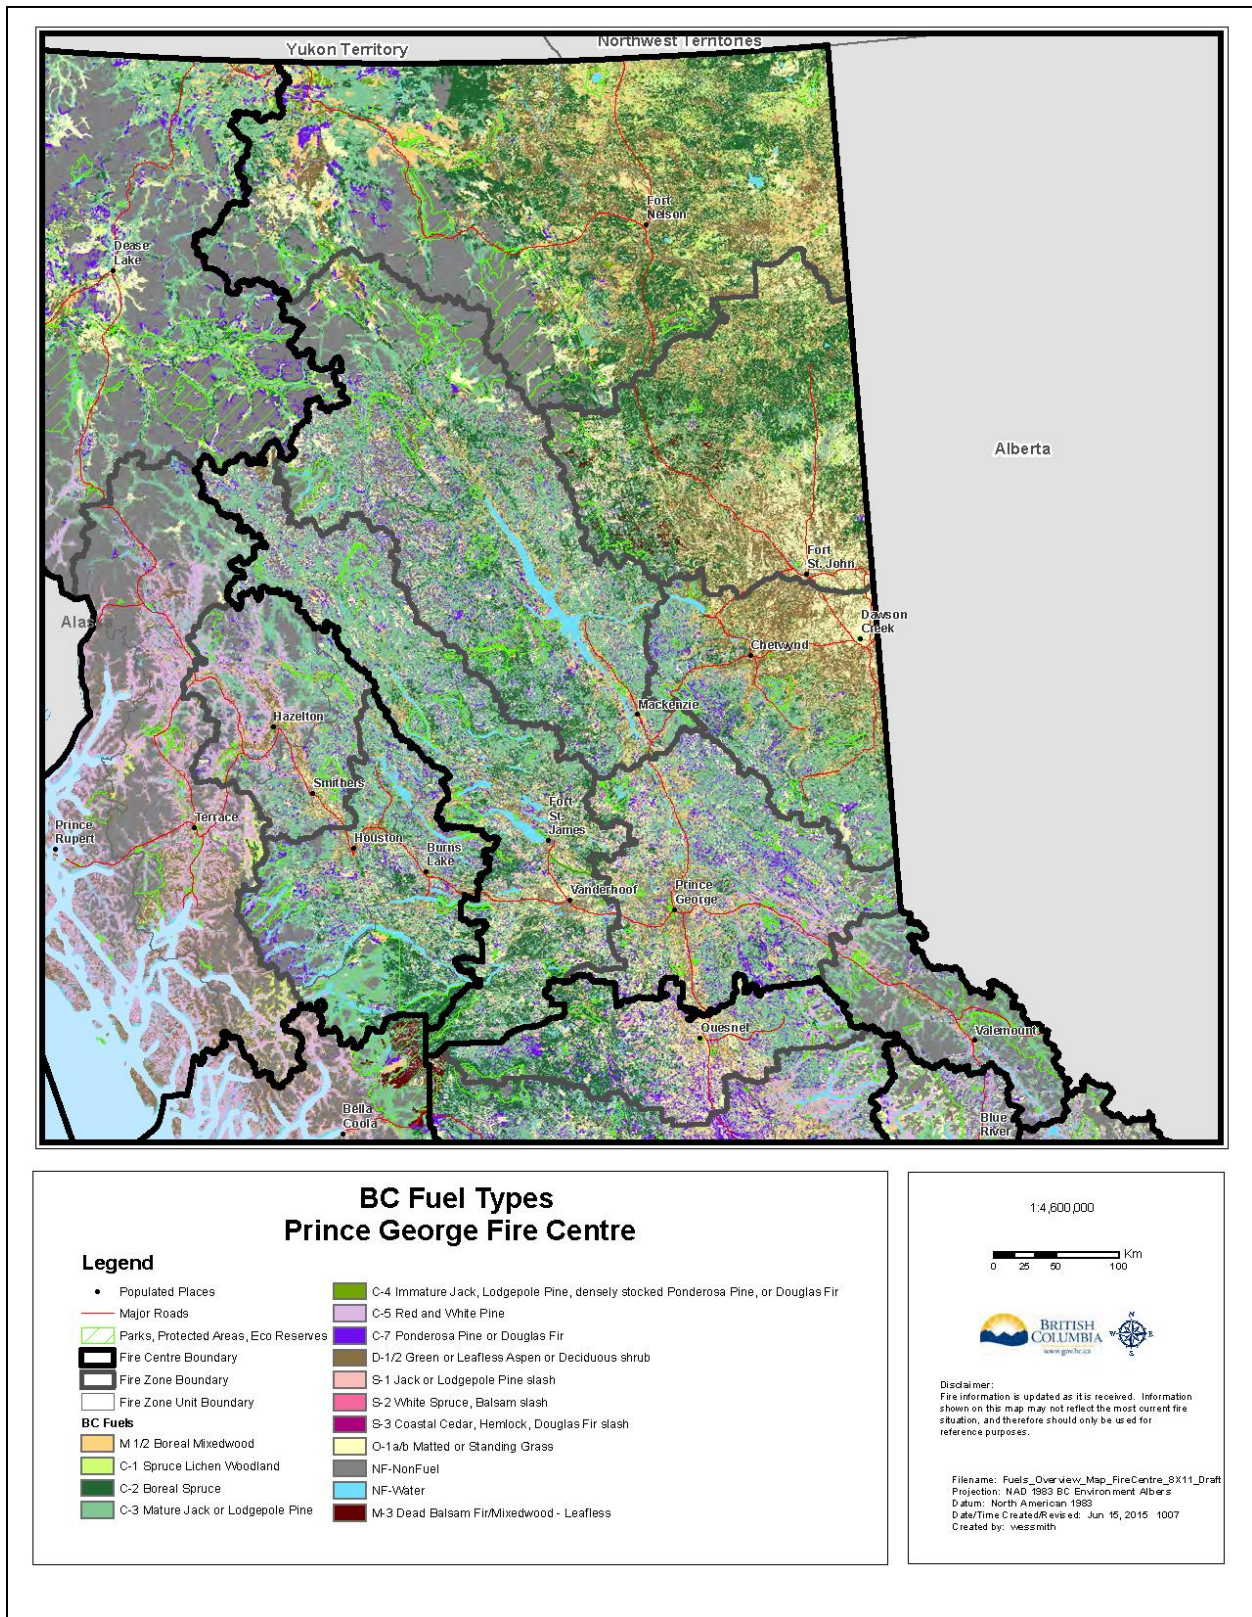 Yukon Territory
Northwest Territories
Fort
Nelson
Dease
Lake
Alberta
Fort
St. John
Alaska
Dawson
Creek
Chetwynd
Mackenzie
Hazelton
Smithers
Fort
St.
James
Prince
Rupert
Terrace
Houston
Burns
Lake
Vanderhoof
Prince
George
Quesnel
Valemount
Bella
Coola
Blue
River
BC Fuel Types
Prince George Fire Centre
Legend
Populated Places
Major Roads
Parks, Protected Areas, Eco Reserves
Fire Centre Boundary
Fire Zone Boundary
Fire Zone Unit Boundary
BC Fuels
M 1/2 Boreal Mixedwood
C-1 Spruce Lichen Woodland
C-2 Boreal Spruce
C-3 Mature Jack or Lodgepole Pine
C-4 Immature Jack, Lodgepole Pine, densely stocked Ponderosa Pine, or Douglas Fir
C-5 Red and White Pine
C-7 Ponderosa Pine or Douglas Fir
D-1/2 Green or Leafless Aspen or Deciduous shrub
S-1 Jack or Lodgepole Pine slash
S-2 White Spruce, Balsam slash
S-3 Coastal Cedar, Hemlock, Douglas Fir slash
O-1a/b Matted or Standing Grass
NF-NonFuel
NF-Water
M-3 Dead Balsam Fir/Mixedwood - Leafless
1:4,600,000
Km
0 25 50 100
BRITISH
COLUMBIA
www.gov.bc.ca
N
W E
S
Disclaimer:
Fire information is updated as it is received. Information
shown on this map may not reflect the most current fire
situation, and therefore should only be used for
reference purposes.
Filename: Fuels_Overview_Map_FireCentre_8X11_Draft
Projection: NAD 1983 BC Environment Albers
Datum: North American 1983
Date/Time Created/Revised: Jun 15, 2015 1007
Created by: wessmith